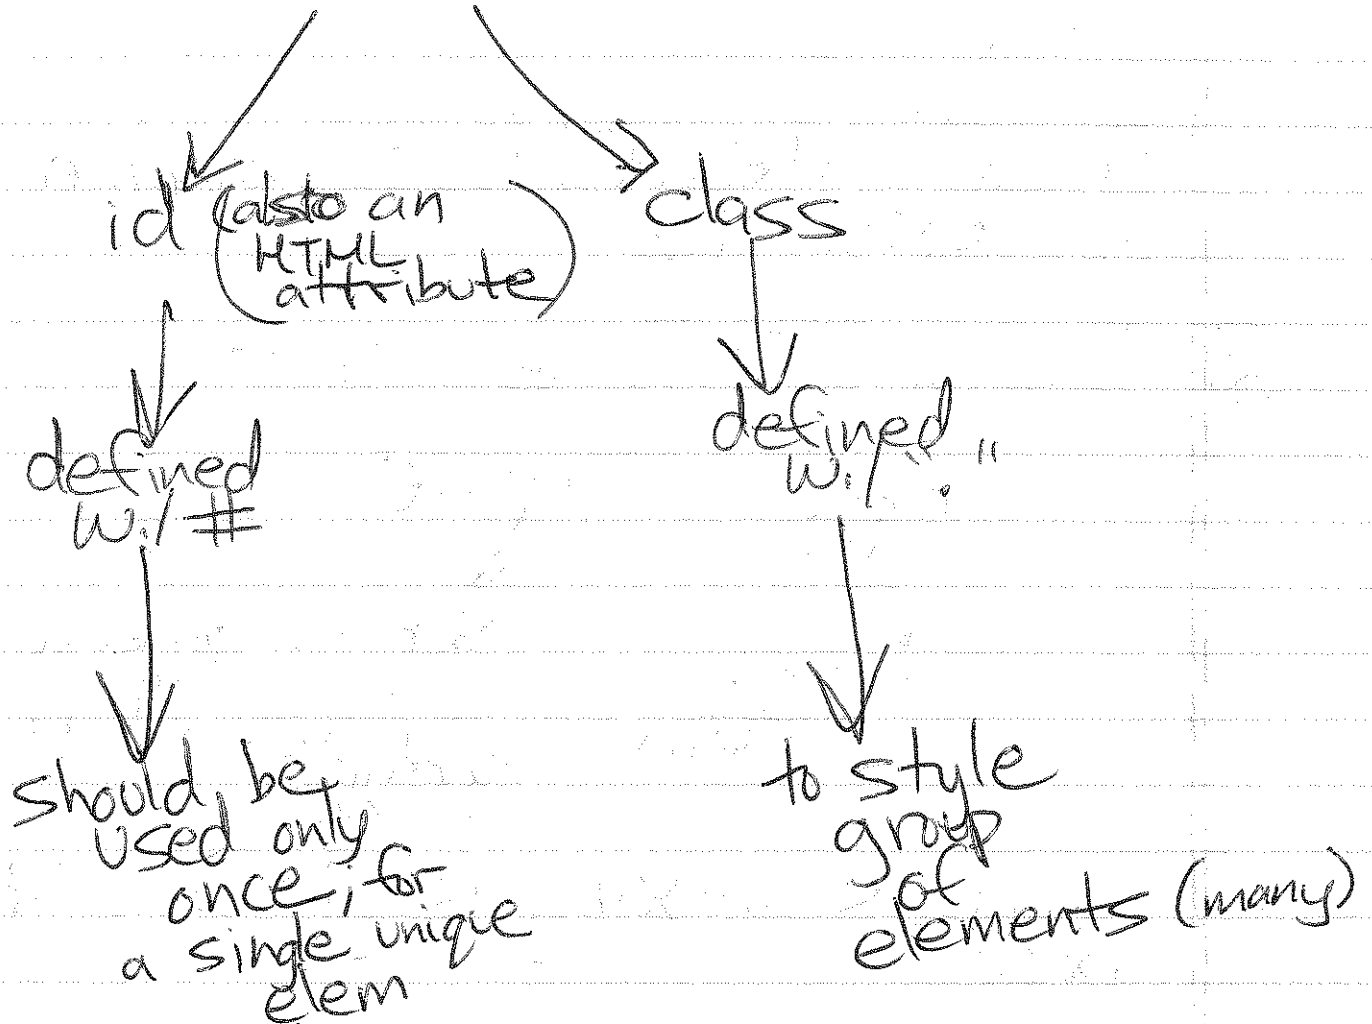 id (also an
HTML
attribute)
defined
w/ #
should be
used only
once, for
a single unique
elem
class
defined
w/ "."
to style
group
of
elements (many)